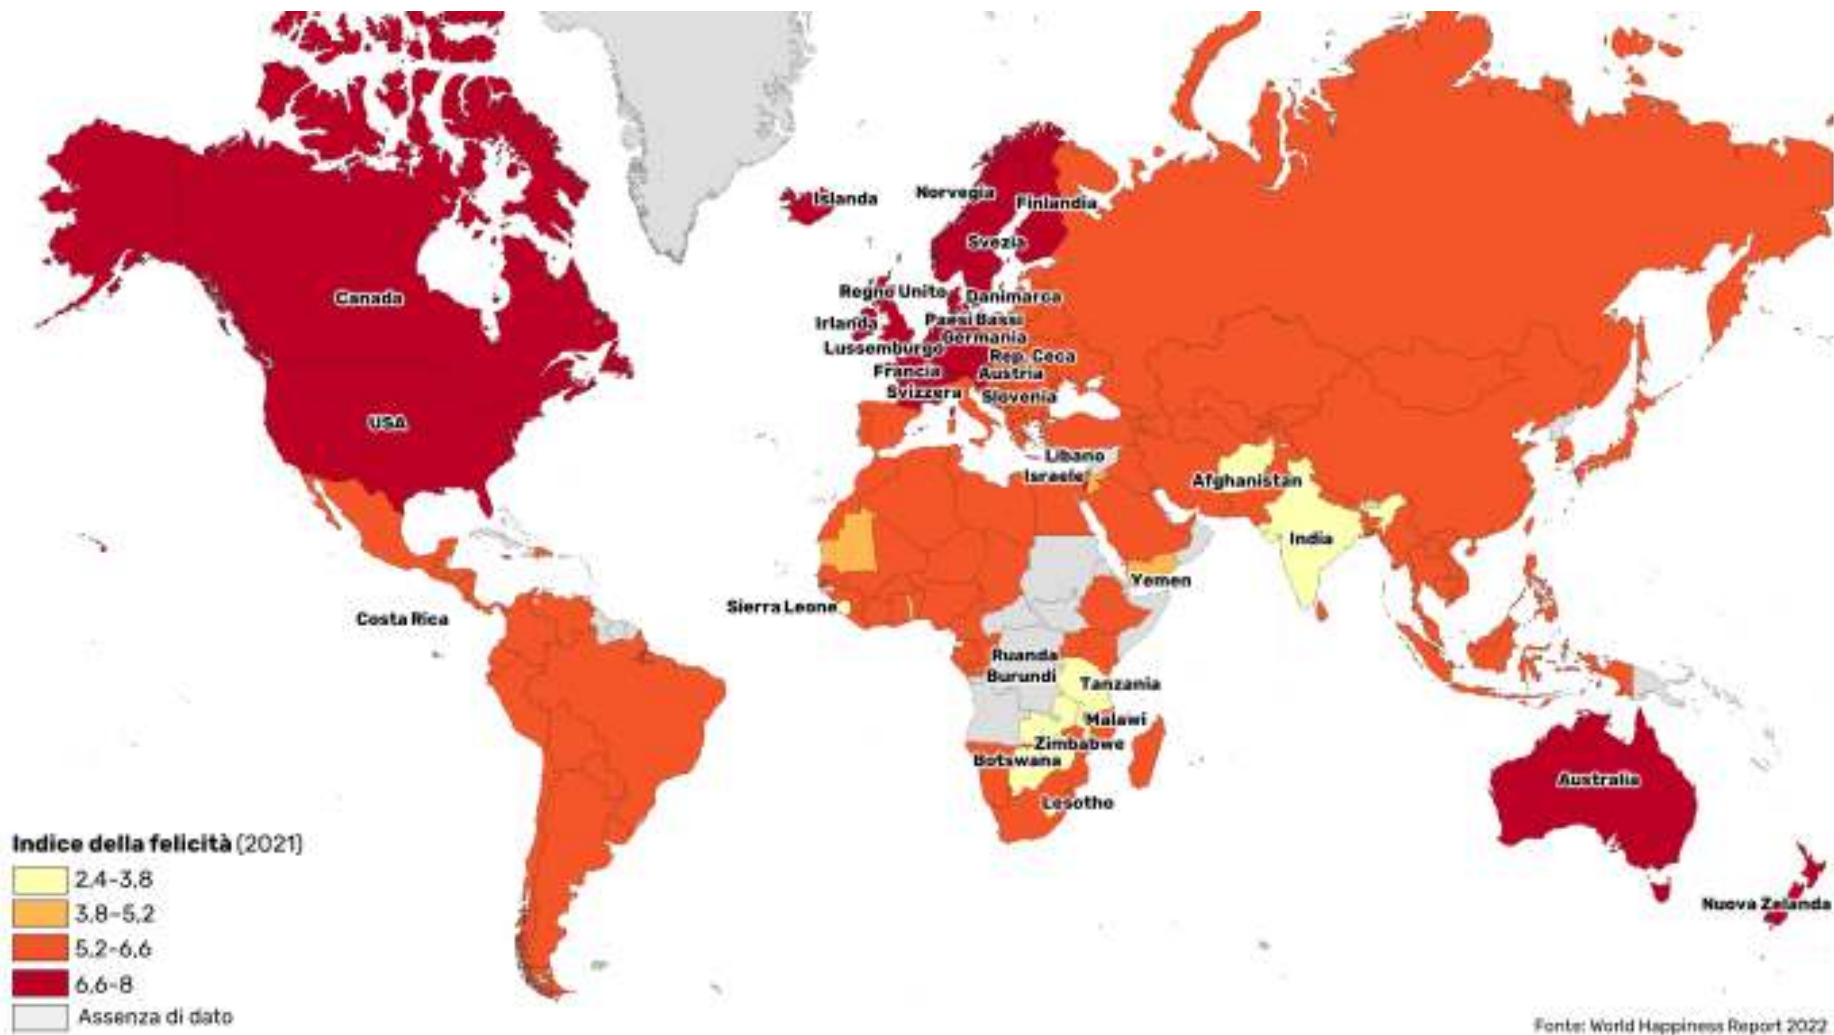 Islanda
Norvegia
Finlandia
Svezia
Canada
Regno Unito
Danimarca
Irlanda
Paesi Bassi
Germania
Lussemburgo
Rep. Ceca
Francia
Austria
Svizzera
Slovenia
USA
Libano
Israele
Afghanistan
India
Yemen
Sierra Leone
Costa Rica
Ruanda
Burundi
Tanzania
Malawi
Zimbabwe
Botswana
Australia
Lesotho
Nuova Zelanda
Indice della felicità (2021)
2,4-3,8
3,8-5,2
5,2-6,6
6,6-8
Assenza di dato
Fonte: World Happiness Report 2022